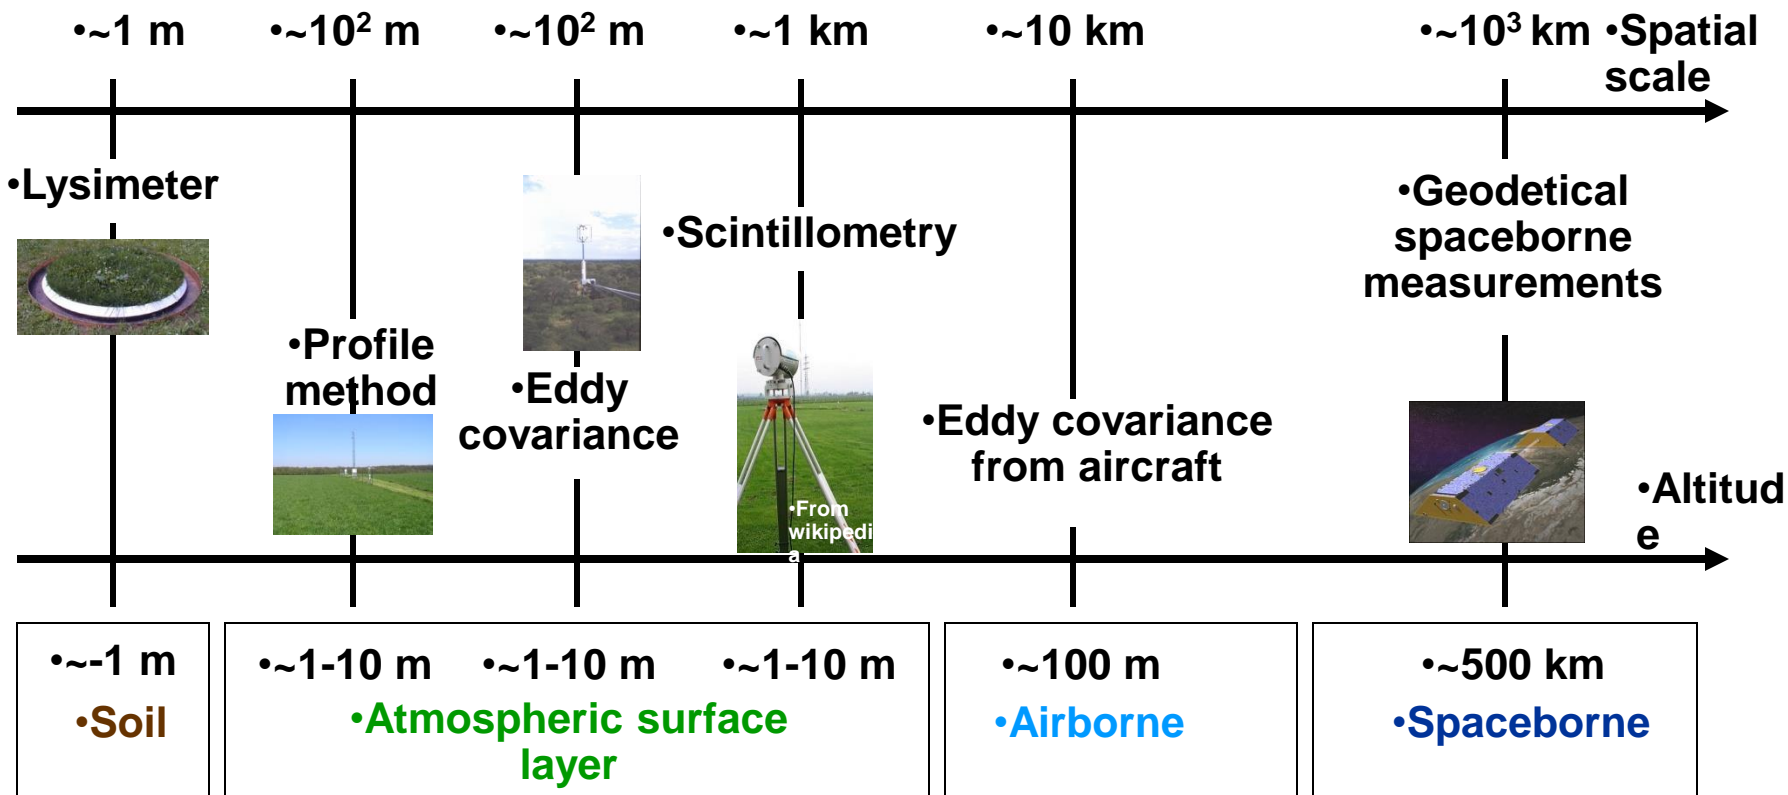 •~1 m
•~10² m
•~10² m
•~1 km
•~10 km
•~10³ km
•Spatial
scale
•Lysimeter
•Profile
method
•Eddy
covariance
•Scintillometry
•From
wikipedi
a
•Eddy covariance
from aircraft
•Geodetical
spaceborne
measurements
•Altitud
e
•~-1 m
•Soil
•~1-10 m
•~1-10 m
•~1-10 m
•Atmospheric surface
layer
•~100 m
•Airborne
•~500 km
•Spaceborne